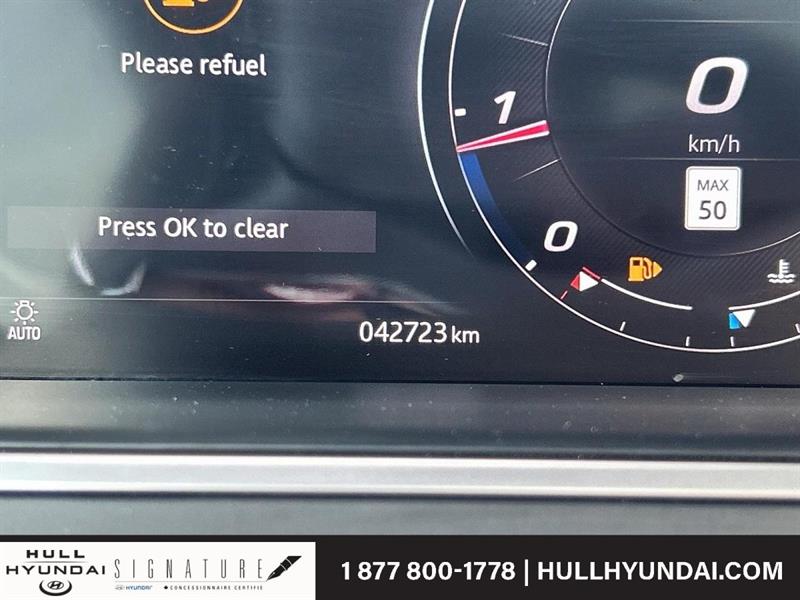 Please refuel
1
0
km/h
MAX
50
Press OK to clear
0
AUTO
042723 km
HULL
HYUNDAI
SIGNATURE
HYUNDAI
CONCESSIONNAIRE CERTIFIÉ
1 877 800-1778 | HULLHYUNDAI.COM